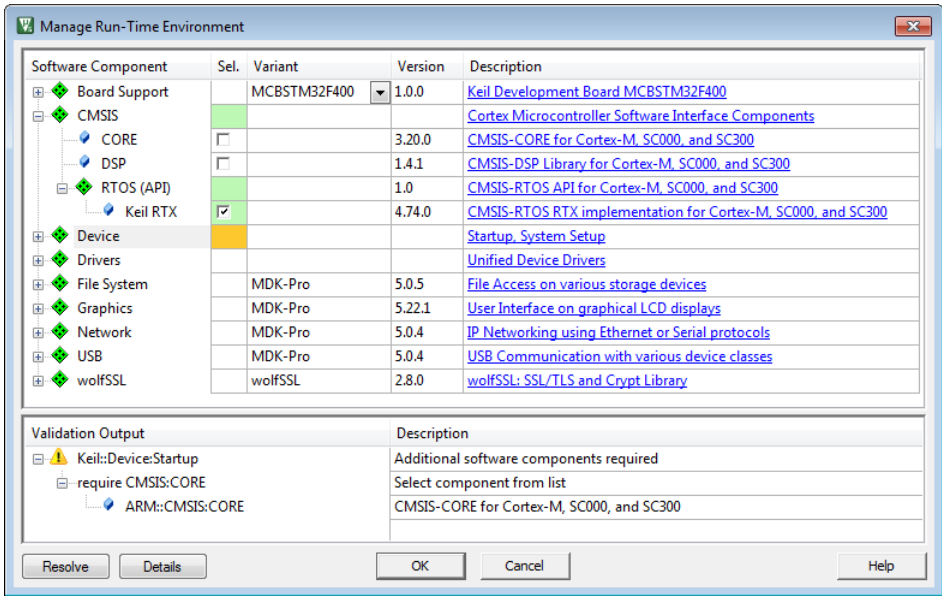 Manage Run-Time Environment
Software Component Sel. Variant Version Description
Board Support MCBSTM32F400 1.0.0 Keil Development Board MCBSTM32F400
CMSIS Cortex Microcontroller Software Interface Components
CORE 3.20.0 CMSIS-CORE for Cortex-M, SC000, and SC300
DSP 1.4.1 CMSIS-DSP Library for Cortex-M, SC000, and SC300
RTOS (API) 1.0 CMSIS-RTOS API for Cortex-M, SC000, and SC300
Keil RTX 4.74.0 CMSIS-RTOS RTX implementation for Cortex-M, SC000, and SC300
Device Startup, System Setup
Drivers Unified Device Drivers
File System MDK-Pro 5.0.5 File Access on various storage devices
Graphics MDK-Pro 5.22.1 User Interface on graphical LCD displays
Network MDK-Pro 5.0.4 IP Networking using Ethernet or Serial protocols
USB MDK-Pro 5.0.4 USB Communication with various device classes
wolfSSL wolfSSL 2.8.0 wolfSSL: SSL/TLS and Crypt Library
Validation Output Description
Keil::Device:Startup Additional software components required
require CMSIS:CORE Select component from list
ARM::CMSIS:CORE CMSIS-CORE for Cortex-M, SC000, and SC300
Resolve Details OK Cancel Help